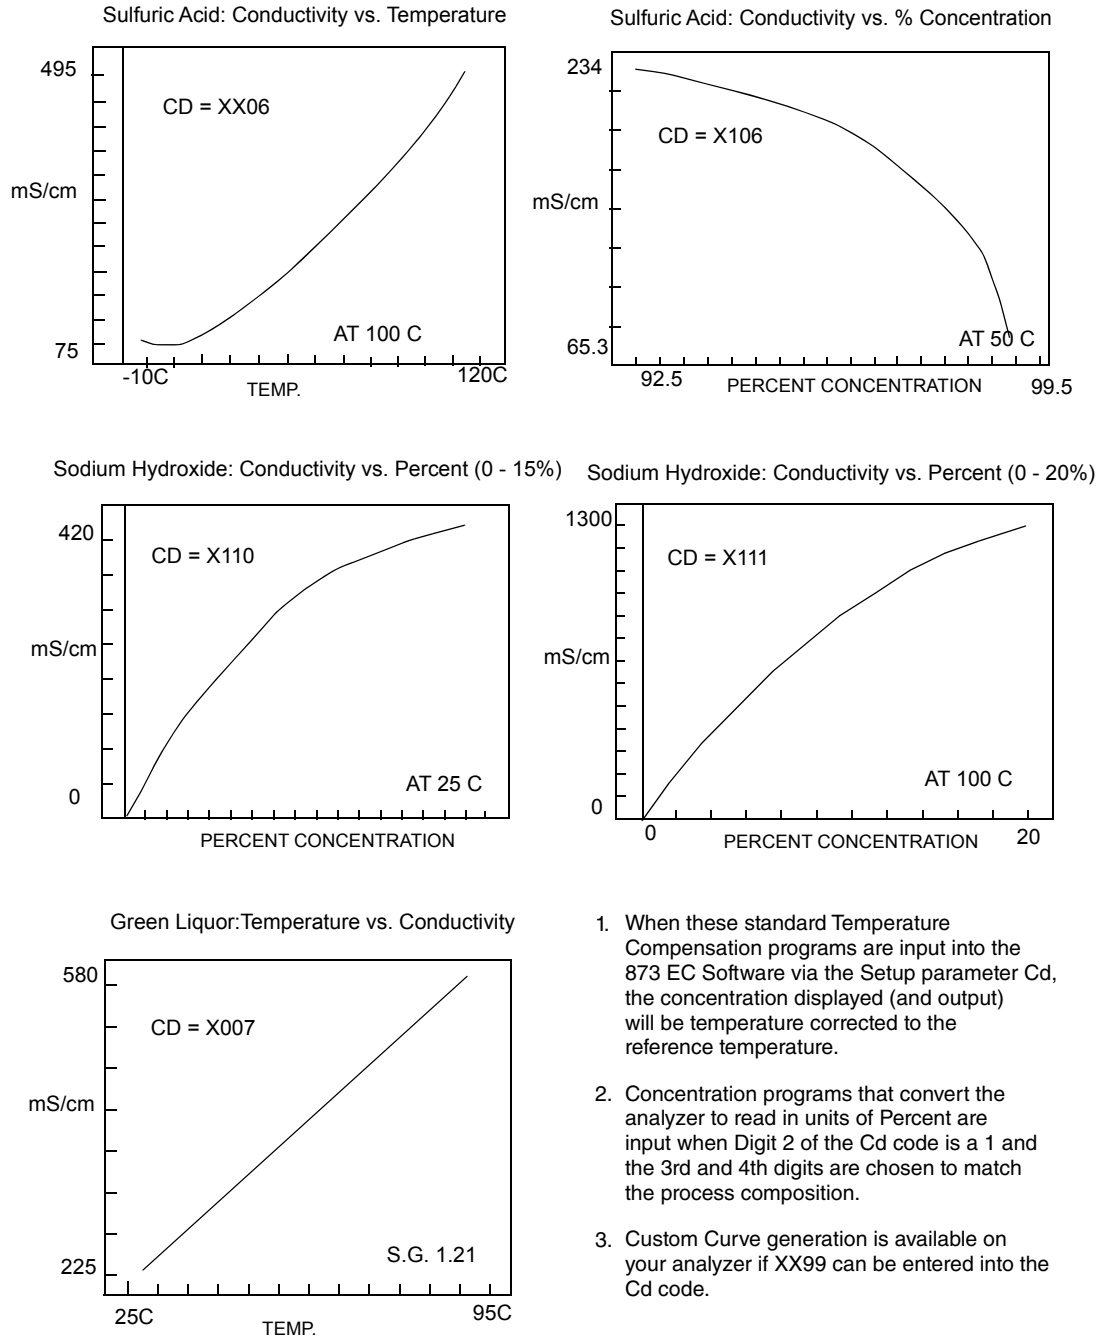 Sulfuric Acid: Conductivity vs. Temperature
495
CD = XX06
mS/cm
AT 100 C
75
-10C
120C
TEMP.
Sulfuric Acid: Conductivity vs. % Concentration
234
CD = X106
mS/cm
AT 50 C
65.3
92.5
PERCENT CONCENTRATION
99.5
Sodium Hydroxide: Conductivity vs. Percent (0 - 15%)
420
CD = X110
mS/cm
AT 25 C
0
PERCENT CONCENTRATION
Sodium Hydroxide: Conductivity vs. Percent (0 - 20%)
1300
CD = X111
mS/cm
AT 100 C
0
0
PERCENT CONCENTRATION
20
Green Liquor:Temperature vs. Conductivity
580
CD = X007
mS/cm
S.G. 1.21
225
25C
95C
TEMP.
1. When these standard Temperature
Compensation programs are input into the
873 EC Software via the Setup parameter Cd,
the concentration displayed (and output)
will be temperature corrected to the
reference temperature.
2. Concentration programs that convert the
analyzer to read in units of Percent are
input when Digit 2 of the Cd code is a 1 and
the 3rd and 4th digits are chosen to match
the process composition.
3. Custom Curve generation is available on
your analyzer if XX99 can be entered into the
Cd code.